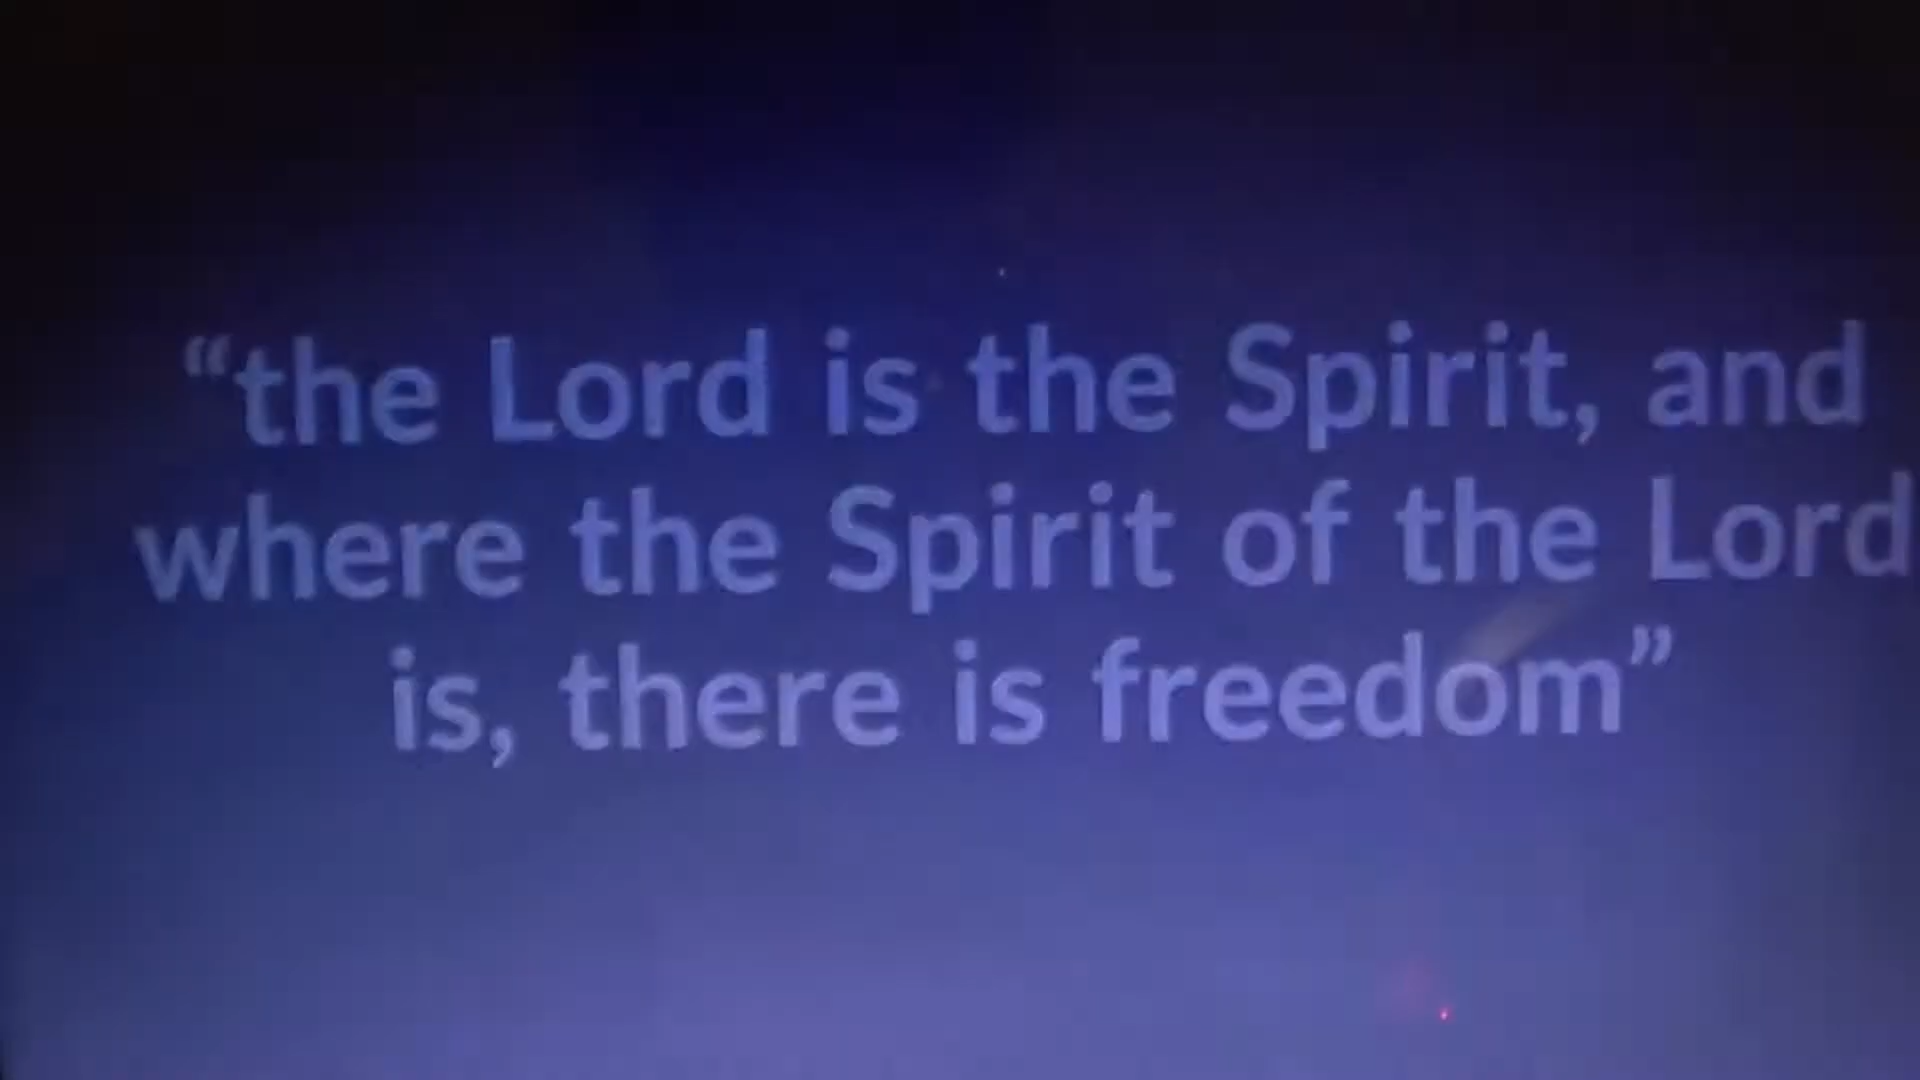 “the Lord is the Spirit, and
where the Spirit of the Lord
is, there is freedom”